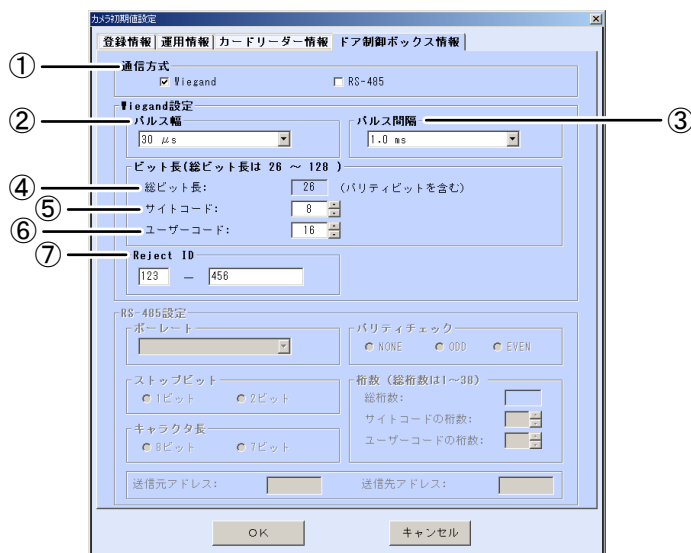 カメラ初期値設定
登録情報 運用情報 カードリーダー情報 ドア制御ボックス情報
① 通信方式
Wiegand RS-485
Wiegand設定
② パルス幅 パルス間隔 ③
30 μs 1.0 ms
ビット長(総ビット長は 26 ~ 128 )
④ 総ビット長: 26 (パリティビットを含む)
⑤ サイトコード: 8
⑥ ユーザーコード: 16
⑦ Reject ID
123 — 456
RS-485設定
ボーレート パリティチェック
NONE ODD EVEN
ストップビット 桁数 (総桁数は1~38)
1ビット 2ビット 総桁数:
サイトコードの桁数:
キャラクタ長 ユーザーコードの桁数:
8ビット 7ビット
送信元アドレス: 送信先アドレス:
OK キャンセル